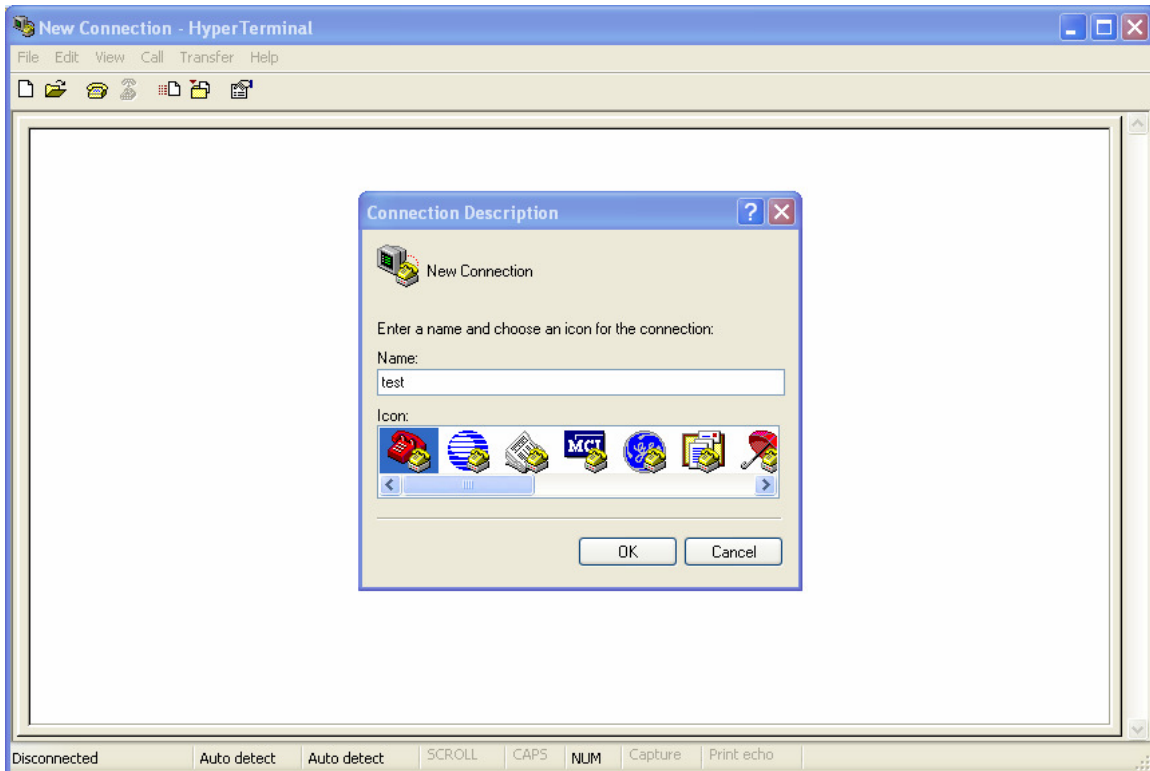 New Connection - HyperTerminal
File Edit View Call Transfer Help
Connection Description
New Connection
Enter a name and choose an icon for the connection:
Name:
test
Icon:
MCI
OK Cancel
Disconnected Auto detect Auto detect SCROLL CAPS NUM Capture Print echo